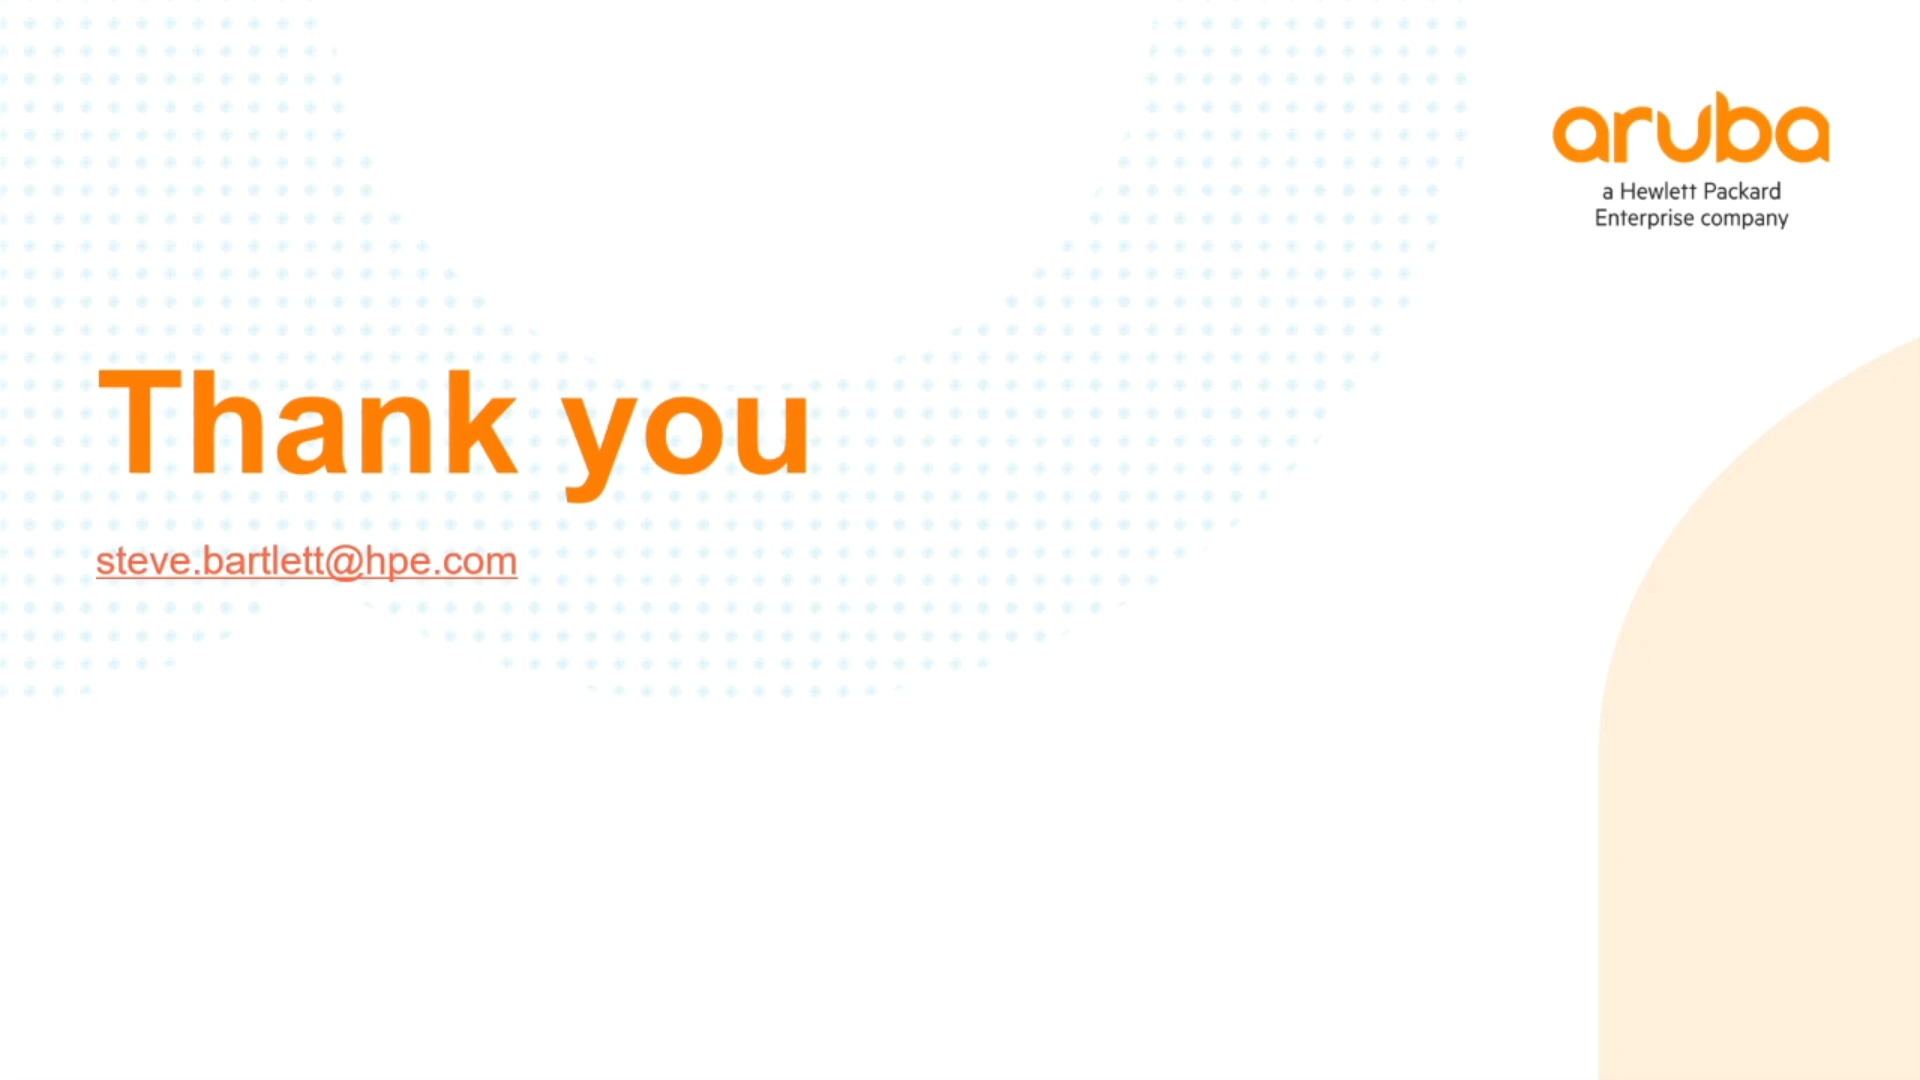 aruba
a Hewlett Packard
Enterprise company
Thank you
steve.bartlett@hpe.com